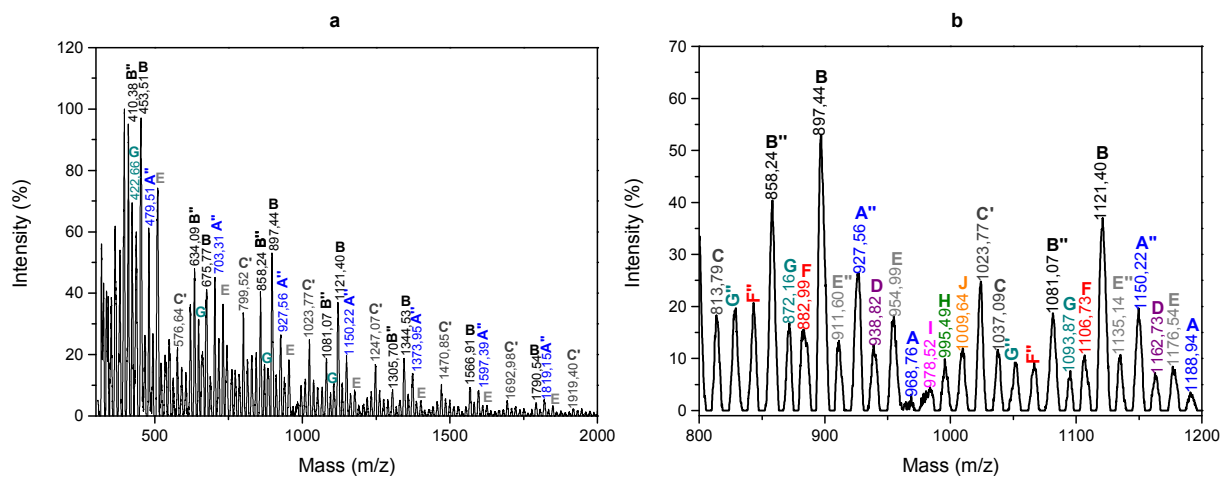 a
Intensity (%)
120
100
80
60
40
20
0
410,38 B"
422,66 G
453,51 B
479,51 A"
E
576,64 C'
634,09 B"
G
675,77 B
703,31 A"
E
799,52 C'
858,24 B"
G
897,44 B
927,56 A"
E
1023,77 C'
1081,07 B"
G
1121,40 B
1150,22 A"
E
1247,07 C'
1305,70 B"
1344,53 B
1373,95 A"
E
1470,85 C'
1566,91 B
1597,39 A"
E
1692,98 C'
1790,54 B
1819,15 A"
E
1919,40 C'
500
1000
1500
2000
Mass (m/z)
b
Intensity (%)
70
60
50
40
30
20
10
0
813,79 C
G"
F"
858,24 B"
872,16 G
882,99 F
897,44 B
911,60 E"
927,56 A"
938,82 D
954,99 E
968,76 A
978,52 I
995,49 H
1009,64 J
1023,77 C'
1037,09 C
G"
F"
1081,07 B"
1093,87 G
1106,73 F
1121,40 B
1135,14 E"
1150,22 A"
1162,73 D
1176,54 E
1188,94 A
800
900
1000
1100
1200
Mass (m/z)